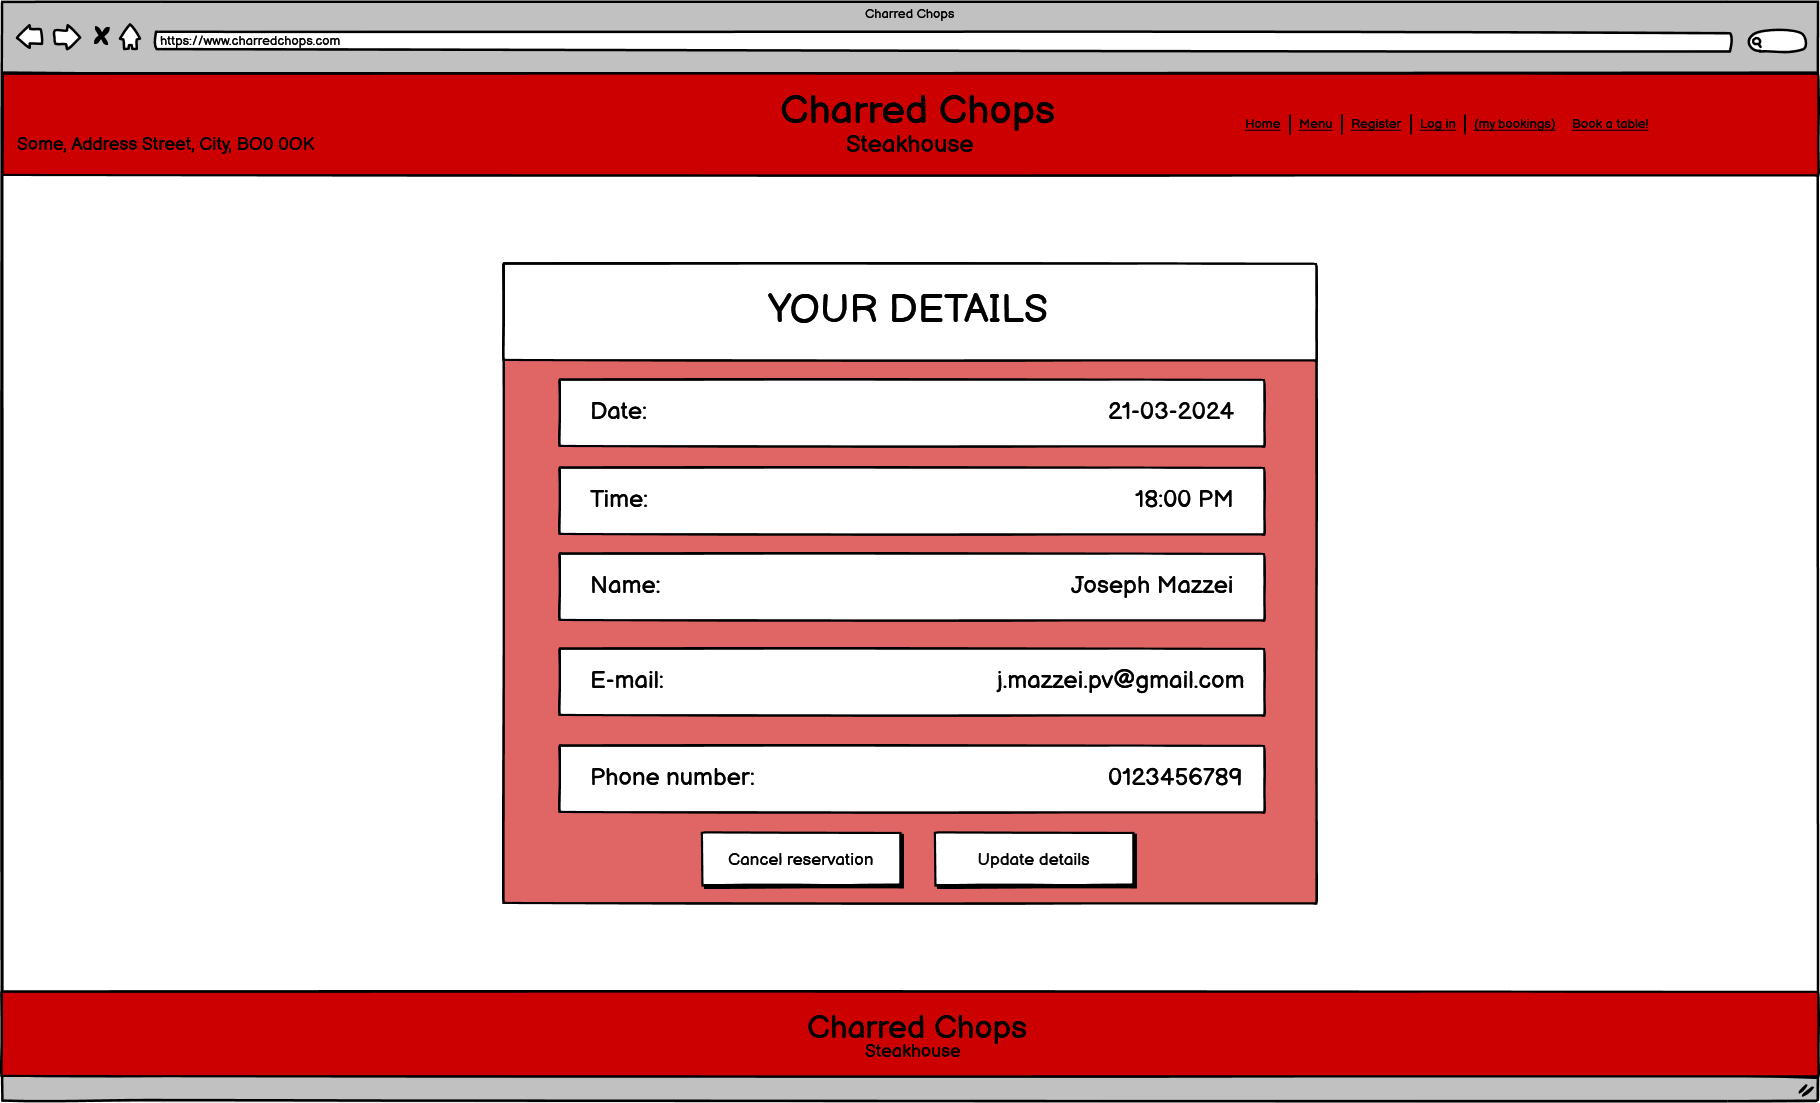 Charred Chops
https://www.charredchops.com
Charred Chops
Steakhouse
Some, Address Street, City, BO0 0OK
Home Menu Register Log in (my bookings) Book a table!
YOUR DETAILS
Date: 21-03-2024
Time: 18:00 PM
Name: Joseph Mazzei
E-mail: j.mazzei.pv@gmail.com
Phone number: 0123456789
Cancel reservation Update details
Charred Chops
Steakhouse